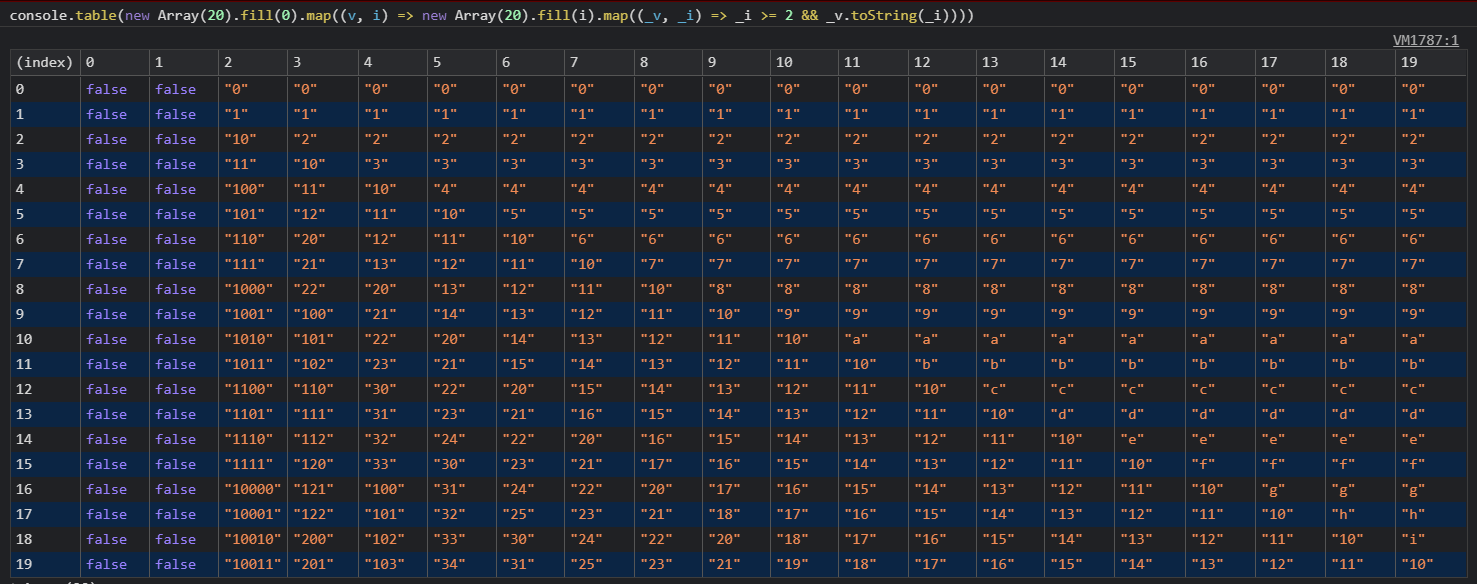 console.table(new Array(20).fill(0).map((v, i) => new Array(20).fill(i).map((_v, _i) => _i >= 2 && _v.toString(_i))))
VM1787:1
(index) 0 1 2 3 4 5 6 7 8 9 10 11 12 13 14 15 16 17 18 19
0 false false "0" "0" "0" "0" "0" "0" "0" "0" "0" "0" "0" "0" "0" "0" "0" "0" "0" "0"
1 false false "1" "1" "1" "1" "1" "1" "1" "1" "1" "1" "1" "1" "1" "1" "1" "1" "1" "1"
2 false false "10" "2" "2" "2" "2" "2" "2" "2" "2" "2" "2" "2" "2" "2" "2" "2" "2" "2"
3 false false "11" "10" "3" "3" "3" "3" "3" "3" "3" "3" "3" "3" "3" "3" "3" "3" "3" "3"
4 false false "100" "11" "10" "4" "4" "4" "4" "4" "4" "4" "4" "4" "4" "4" "4" "4" "4" "4"
5 false false "101" "12" "11" "10" "5" "5" "5" "5" "5" "5" "5" "5" "5" "5" "5" "5" "5" "5"
6 false false "110" "20" "12" "11" "10" "6" "6" "6" "6" "6" "6" "6" "6" "6" "6" "6" "6" "6"
7 false false "111" "21" "13" "12" "11" "10" "7" "7" "7" "7" "7" "7" "7" "7" "7" "7" "7" "7"
8 false false "1000" "22" "20" "13" "12" "11" "10" "8" "8" "8" "8" "8" "8" "8" "8" "8" "8" "8"
9 false false "1001" "100" "21" "14" "13" "12" "11" "10" "9" "9" "9" "9" "9" "9" "9" "9" "9" "9"
10 false false "1010" "101" "22" "20" "14" "13" "12" "11" "10" "a" "a" "a" "a" "a" "a" "a" "a" "a"
11 false false "1011" "102" "23" "21" "15" "14" "13" "12" "11" "10" "b" "b" "b" "b" "b" "b" "b" "b"
12 false false "1100" "110" "30" "22" "20" "15" "14" "13" "12" "11" "10" "c" "c" "c" "c" "c" "c" "c"
13 false false "1101" "111" "31" "23" "21" "16" "15" "14" "13" "12" "11" "10" "d" "d" "d" "d" "d" "d"
14 false false "1110" "112" "32" "24" "22" "20" "16" "15" "14" "13" "12" "11" "10" "e" "e" "e" "e" "e"
15 false false "1111" "120" "33" "30" "23" "21" "17" "16" "15" "14" "13" "12" "11" "10" "f" "f" "f" "f"
16 false false "10000" "121" "100" "31" "24" "22" "20" "17" "16" "15" "14" "13" "12" "11" "10" "g" "g" "g"
17 false false "10001" "122" "101" "32" "25" "23" "21" "18" "17" "16" "15" "14" "13" "12" "11" "10" "h" "h"
18 false false "10010" "200" "102" "33" "30" "24" "22" "20" "18" "17" "16" "15" "14" "13" "12" "11" "10" "i"
19 false false "10011" "201" "103" "34" "31" "25" "23" "21" "19" "18" "17" "16" "15" "14" "13" "12" "11" "10"